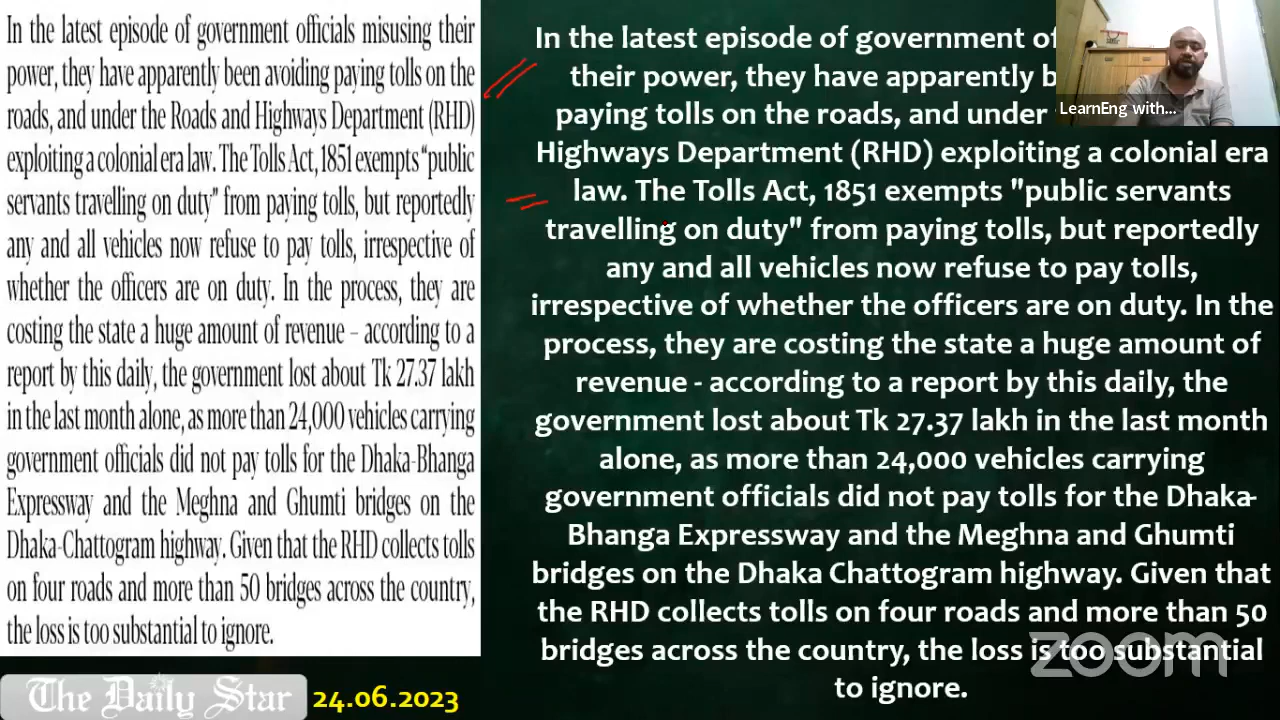 In the latest episode of government officials misusing their
power, they have apparently been avoiding paying tolls on the
roads, and under the Roads and Highways Department (RHD)
exploiting a colonial era law. The Tolls Act, 1851 exempts “public
servants travelling on duty” from paying tolls, but reportedly
any and all vehicles now refuse to pay tolls, irrespective of
whether the officers are on duty. In the process, they are
costing the state a huge amount of revenue – according to a
report by this daily, the government lost about Tk 27.37 lakh
in the last month alone, as more than 24,000 vehicles carrying
government officials did not pay tolls for the Dhaka-Bhanga
Expressway and the Meghna and Ghumti bridges on the
Dhaka-Chattogram highway. Given that the RHD collects tolls
on four roads and more than 50 bridges across the country,
the loss is too substantial to ignore.
The Daily Star
24.06.2023
In the latest episode of government of
their power, they have apparently b
paying tolls on the roads, and under
Highways Department (RHD) exploiting a colonial era
law. The Tolls Act, 1851 exempts "public servants
travelling on duty" from paying tolls, but reportedly
any and all vehicles now refuse to pay tolls,
irrespective of whether the officers are on duty. In the
process, they are costing the state a huge amount of
revenue - according to a report by this daily, the
government lost about Tk 27.37 lakh in the last month
alone, as more than 24,000 vehicles carrying
government officials did not pay tolls for the Dhaka-
Bhanga Expressway and the Meghna and Ghumti
bridges on the Dhaka Chattogram highway. Given that
the RHD collects tolls on four roads and more than 50
bridges across the country, the loss is too substantial
to ignore.
LearnEng with...
zoom